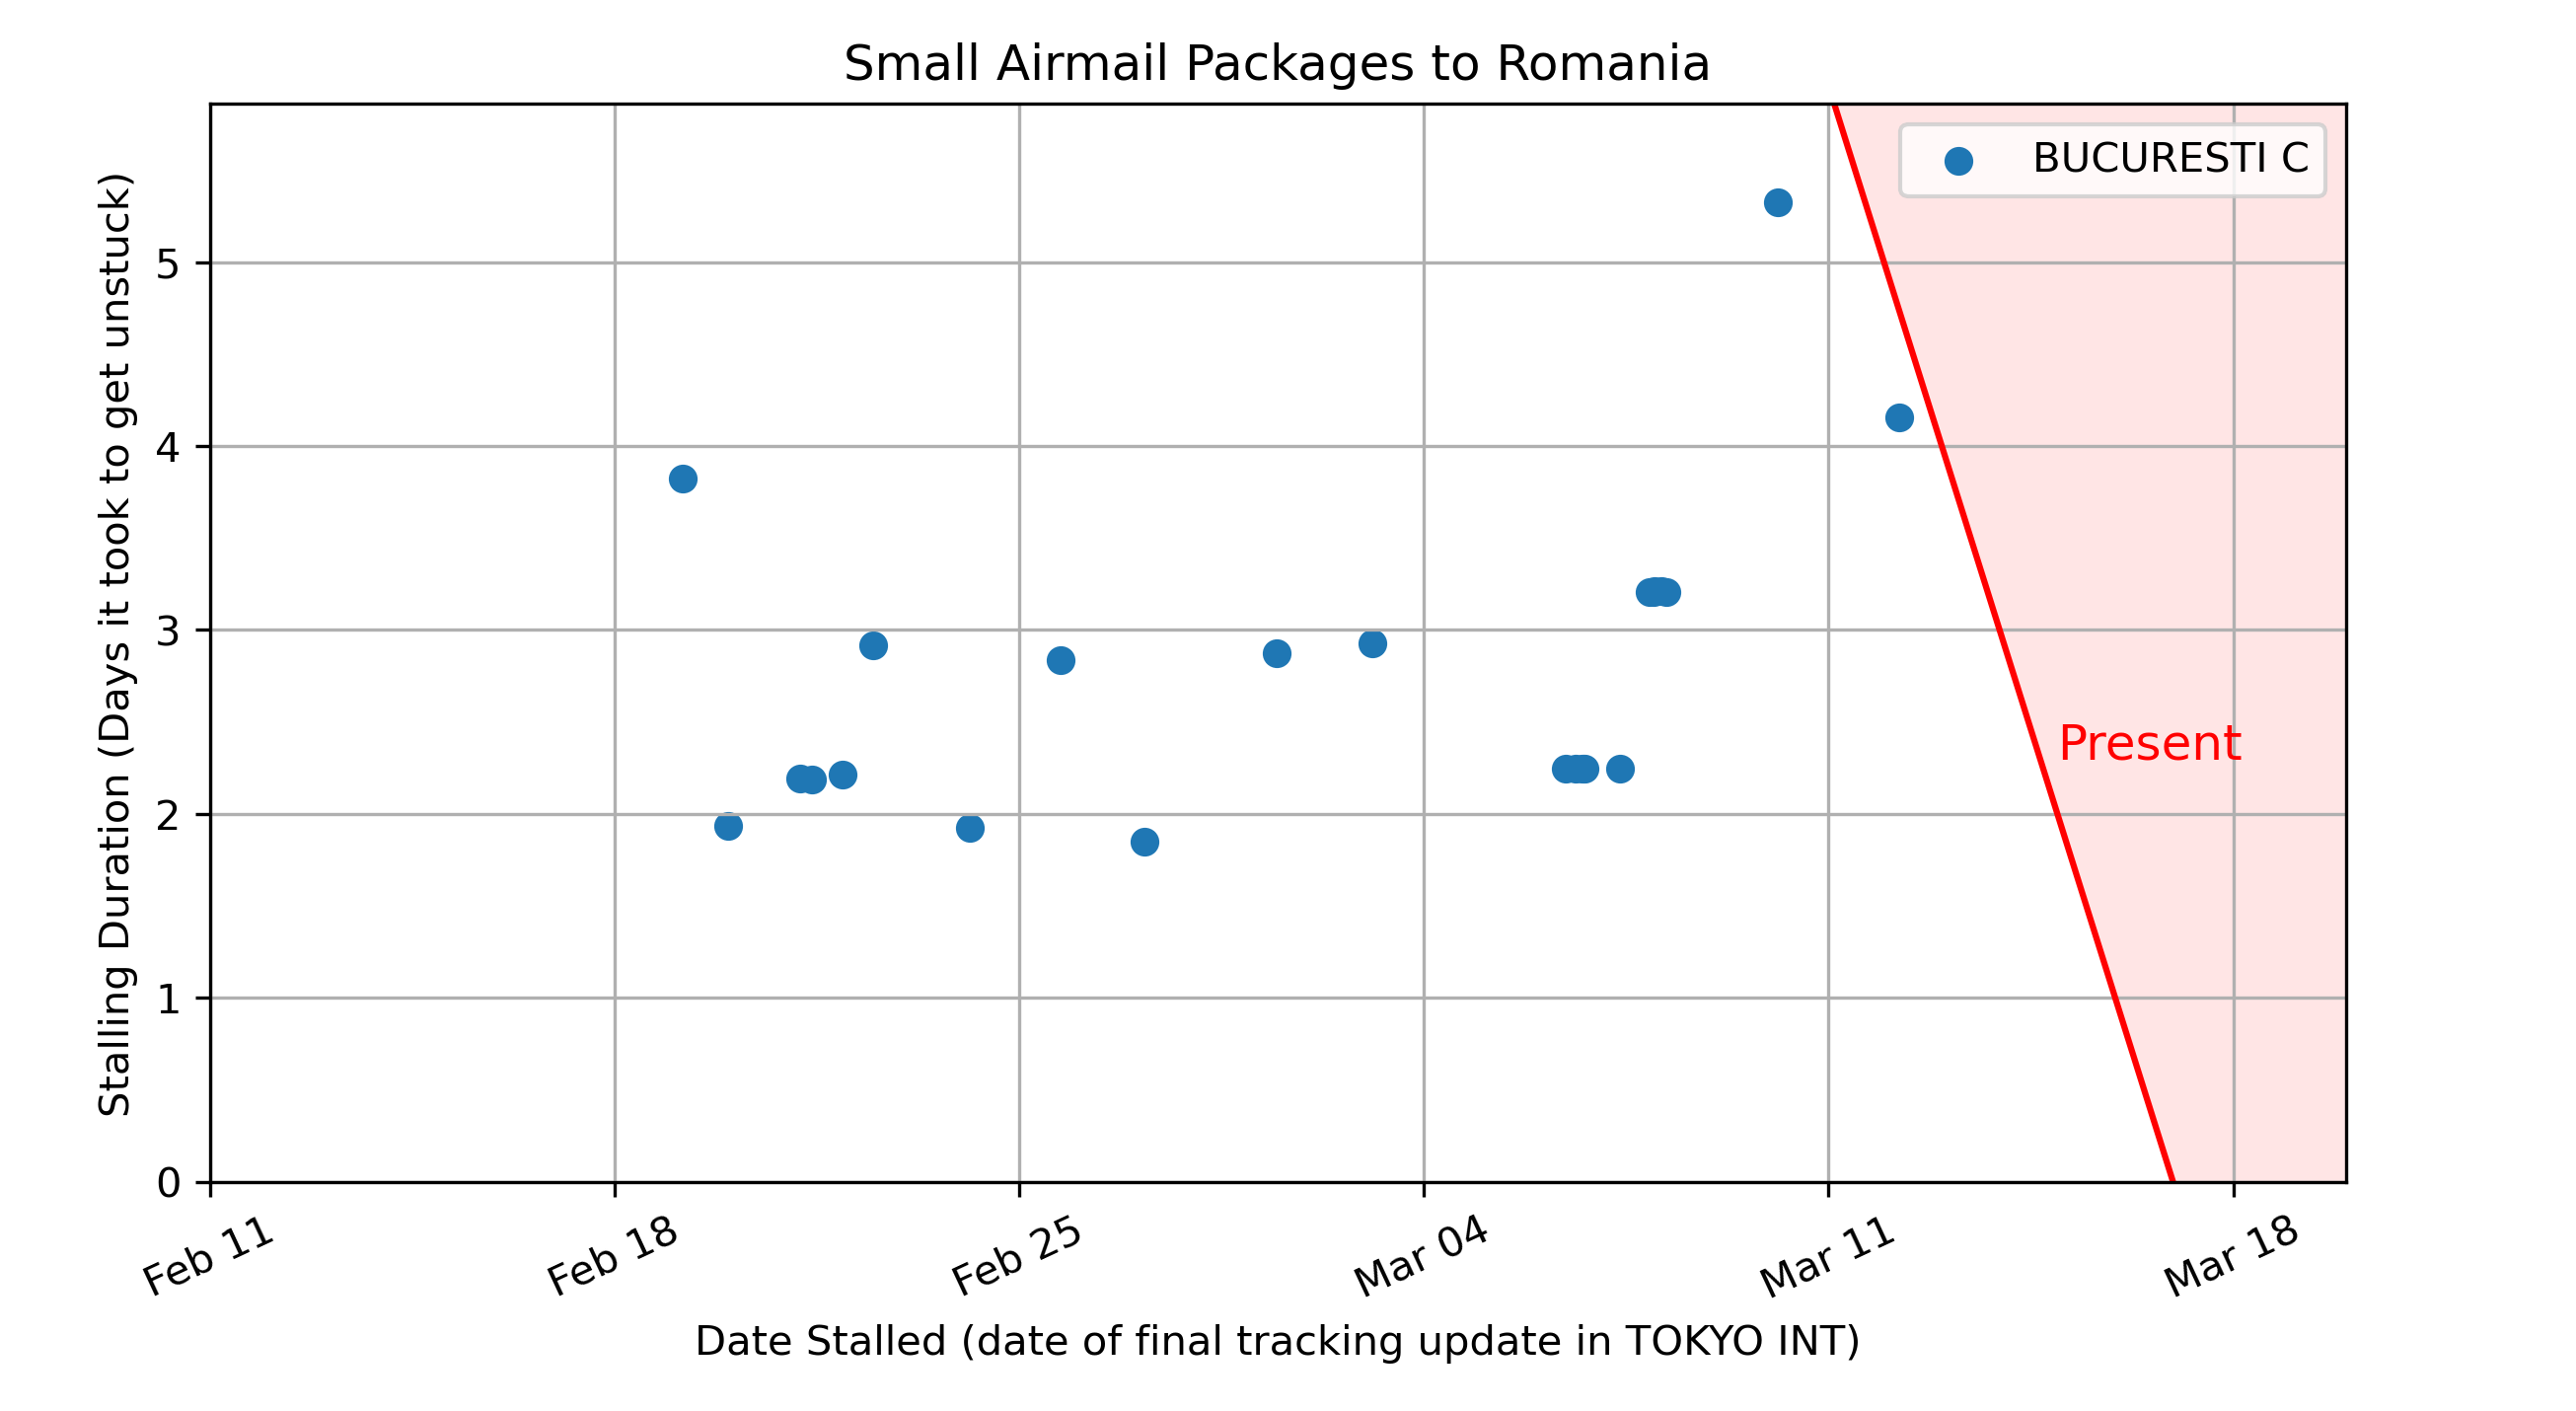 Small Airmail Packages to Romania
BUCURESTI C
Stalling Duration (Days it took to get unstuck)
5
4
3
2
1
0
Present
Feb 11
Feb 18
Feb 25
Mar 04
Mar 11
Mar 18
Date Stalled (date of final tracking update in TOKYO INT)